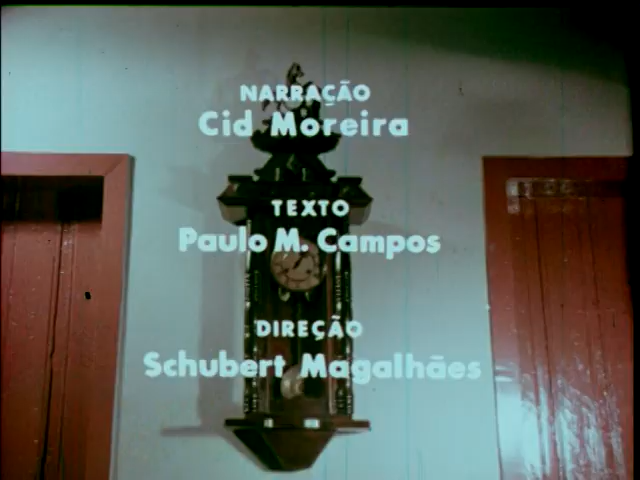 NARRAÇÃO
Cid Moreira
TEXTO
Paulo M. Campos
DIREÇÃO
Schubert Magalhães